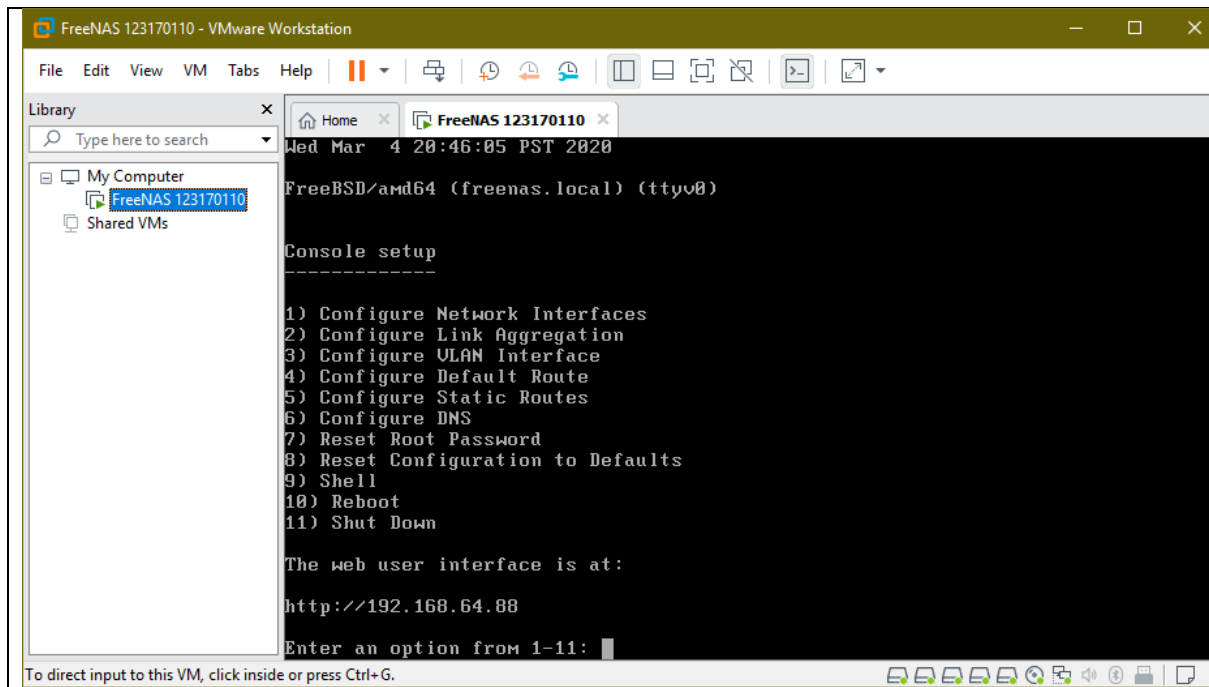 FreeNAS 123170110 - VMware Workstation
File Edit View VM Tabs Help
Library
Type here to search
My Computer
FreeNAS 123170110
Shared VMs
Home
FreeNAS 123170110
Wed Mar  4 20:46:05 PST 2020
FreeBSD/amd64 (freenas.local) (ttyv0)
Console setup
-------------
1) Configure Network Interfaces
2) Configure Link Aggregation
3) Configure VLAN Interface
4) Configure Default Route
5) Configure Static Routes
6) Configure DNS
7) Reset Root Password
8) Reset Configuration to Defaults
9) Shell
10) Reboot
11) Shut Down
The web user interface is at:
http://192.168.64.88
Enter an option from 1-11:
To direct input to this VM, click inside or press Ctrl+G.